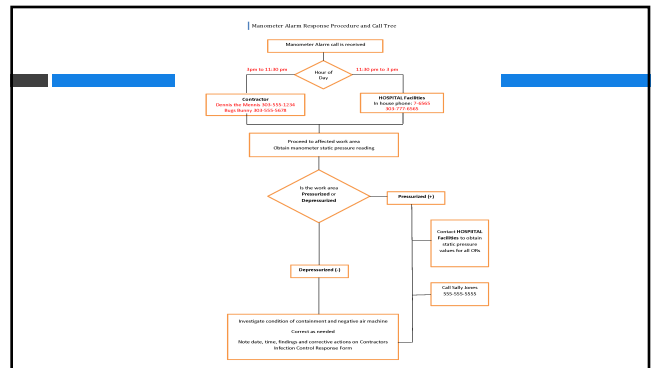 Manometer Alarm Response Procedure and Call Tree
Manometer Alarm call is received
3pm to 11:30 pm
Hour of
Day
11:30 pm to 3 pm
Contractor
Dennis the Mennis 303-555-1234
Bugs Bunny 303-555-5678
HOSPITAL Facilities
In house phone: 7-6565
303-777-6565
Proceed to affected work area
Obtain manometer static pressure reading
Is the work area
Pressurized or
Depressurized
Pressurized (+)
Contact HOSPIITAL
Facilities to obtain
static pressure
values for all ORs
Depressurized (-)
Call Sally Jones
555-555-5555
Investigate condition of containment and negative air machine
Correct as needed
Note date, time, findings and corrective actions on Contractors
Infection Control Response Form